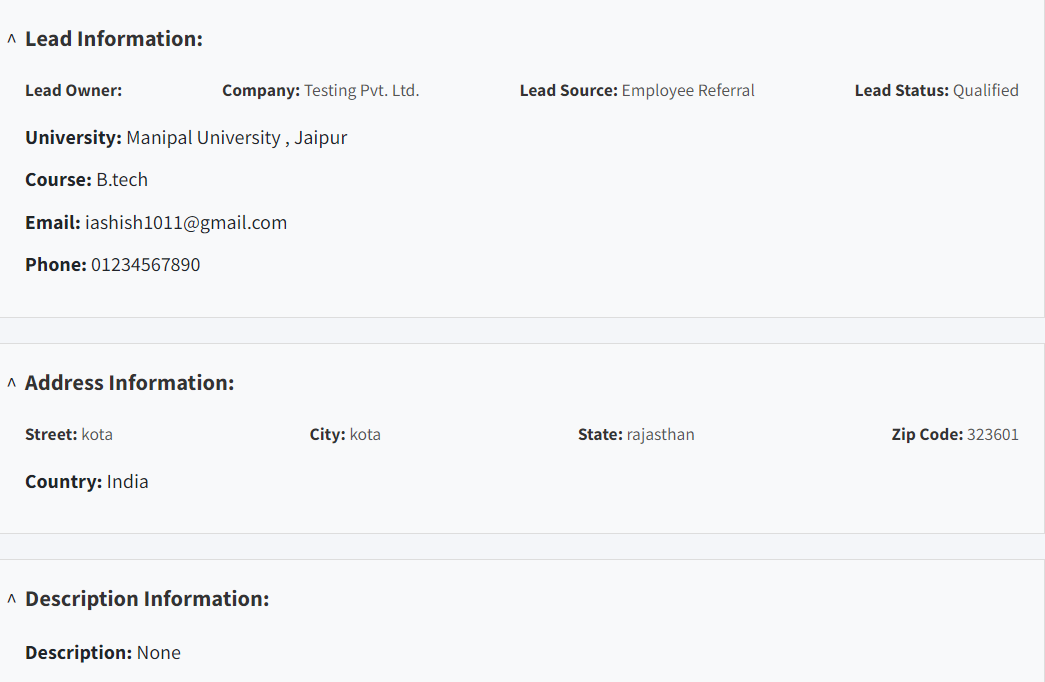 ^ Lead Information:
Lead Owner: Company: Testing Pvt. Ltd. Lead Source: Employee Referral Lead Status: Qualified
University: Manipal University , Jaipur
Course: B.tech
Email: iashish1011@gmail.com
Phone: 01234567890
^ Address Information:
Street: kota City: kota State: rajasthan Zip Code: 323601
Country: India
^ Description Information:
Description: None